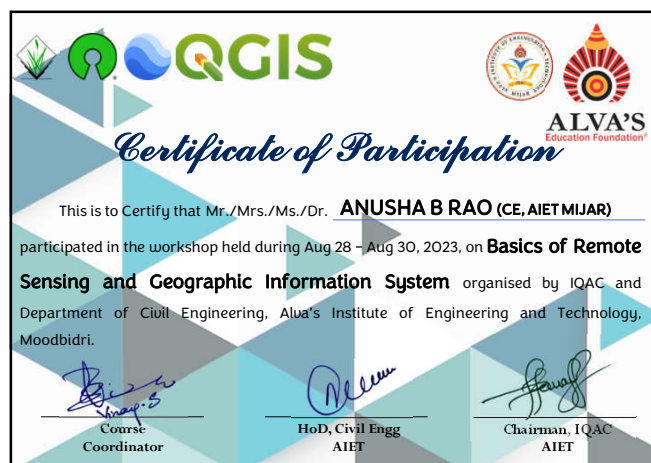 QGIS
ALVA'S
Education Foundation®
Certificate of Participation
This is to Certify that Mr./Mrs./Ms./Dr. ANUSHA B RAO (CE, AIET MIJAR)
participated in the workshop held during Aug 28 – Aug 30, 2023, on Basics of Remote
Sensing and Geographic Information System organised by IQAC and
Department of Civil Engineering, Alva's Institute of Engineering and Technology,
Moodbidri.
Vinay.S
Course
Coordinator
HoD, Civil Engg
AIET
Chairman, IQAC
AIET